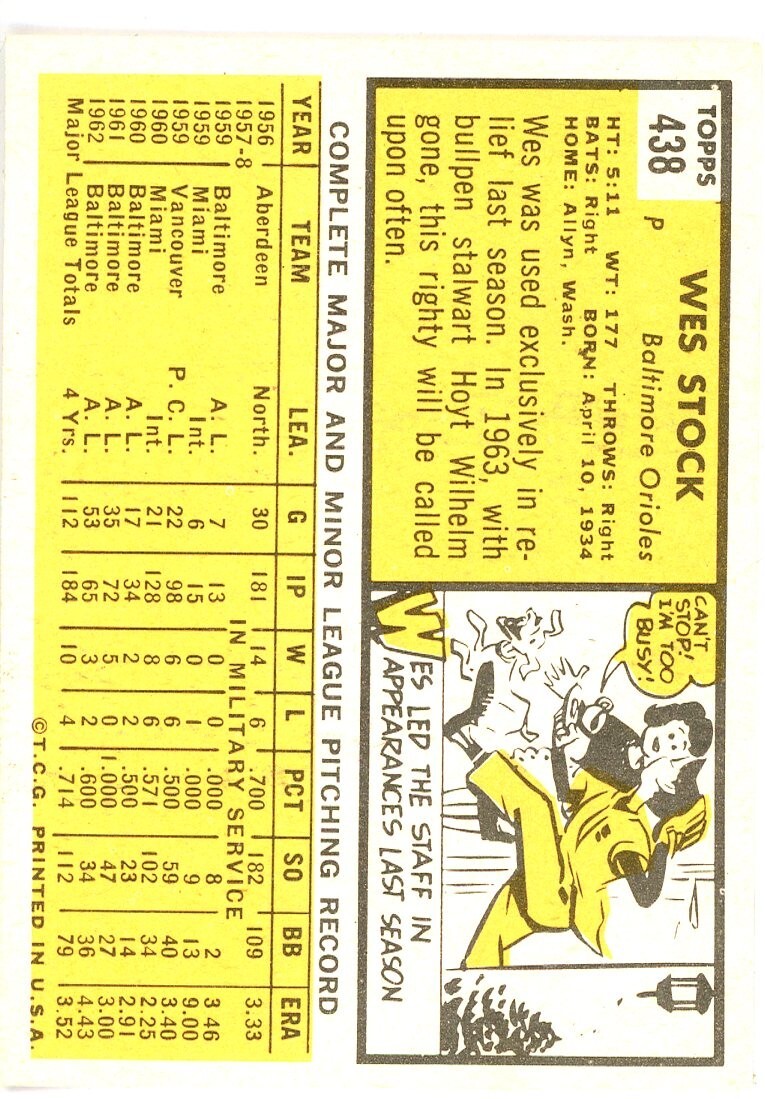 TOPPS
438
P
WES STOCK
Baltimore Orioles
HT: 5:11 WT: 177 THROWS: Right
BATS: Right BORN: April 10, 1934
HOME: Allyn, Wash.
Wes was used exclusively in re-
lief last season. In 1963, with
bullpen stalwart Hoyt Wilhelm
gone, this righty will be called
upon often.
CAN'T
STOP!
I'M TOO
BUSY!
WES LED THE STAFF IN
APPEARANCES LAST SEASON
COMPLETE MAJOR AND MINOR LEAGUE PITCHING RECORD
YEAR TEAM LEA. G IP W L PCT SO BB ERA
1956 Aberdeen North. 30 181 14 6 .700 182 109 3.33
1957-8 IN MILITARY SERVICE
1959 Baltimore A. L. 7 13 0 0 .000 8 2 3.46
1959 Miami Int. 6 15 0 1 .000 9 13 9.00
1959 Vancouver P. C. L. 22 98 6 6 .500 59 40 3.40
1960 Miami Int. 21 128 8 6 .571 102 34 2.25
1960 Baltimore A. L. 17 34 2 2 .500 23 14 2.91
1961 Baltimore A. L. 35 72 5 0 1.000 47 27 3.00
1962 Baltimore A. L. 53 65 3 2 .600 34 36 4.43
Major League Totals 4 Yrs. 112 184 10 4 .714 112 79 3.52
©T.C.G. PRINTED IN U.S.A.